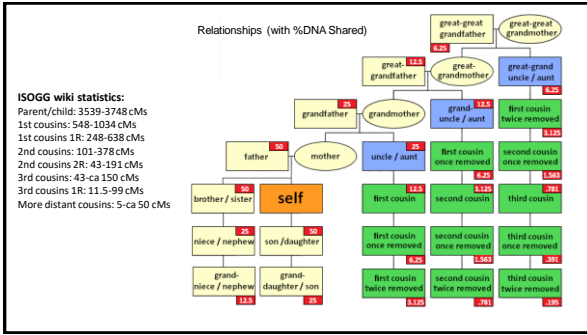 Relationships (with %DNA Shared)
great-great
grandfather
great-great
grandmother
6.25
great-
grandfather
12.5
great-
grandmother
great-grand
uncle / aunt
6.25
ISOGG wiki statistics:
Parent/child: 3539-3748 cMs
1st cousins: 548-1034 cMs
1st cousins 1R: 248-638 cMs
2nd cousins: 101-378 cMs
2nd cousins 2R: 43-191 cMs
3rd cousins: 43-ca 150 cMs
3rd cousins 1R: 11.5-99 cMs
More distant cousins: 5-ca 50 cMs
grandfather
25
grandmother
grand-
uncle / aunt
12.5
first cousin
twice removed
3.125
father
50
mother
uncle / aunt
25
first cousin
once removed
6.25
second cousin
once removed
1.563
brother / sister
50
self
first cousin
12.5
second cousin
3.125
third cousin
.781
niece / nephew
25
son /daughter
50
first cousin
once removed
6.25
second cousin
once removed
1.563
third cousin
once removed
.391
grand-
niece / nephew
12.5
grand-
daughter / son
25
first cousin
twice removed
3.125
second cousin
twice removed
.781
third cousin
twice removed
.195